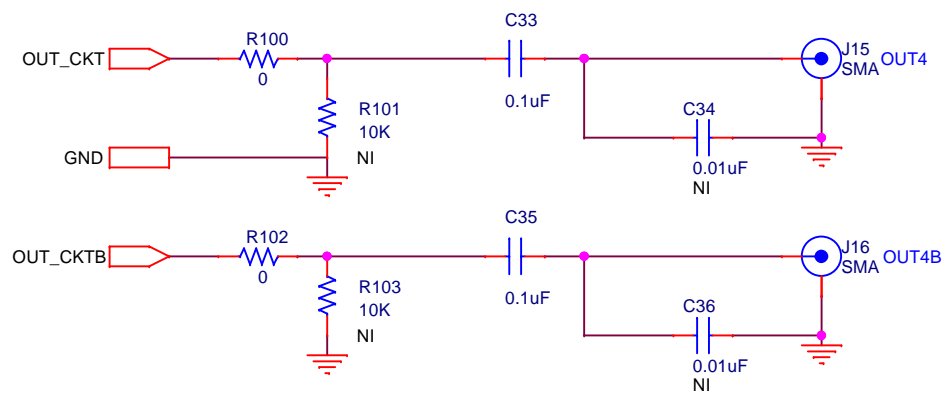 C33
R100
J15
OUT_CKT
OUT4
0
SMA
0.1uF
C34
R101
10K
GND
NI
0.01uF
NI
C35
R102
J16
OUT_CKTB
OUT4B
0
SMA
R103
0.1uF
C36
10K
NI
0.01uF
NI